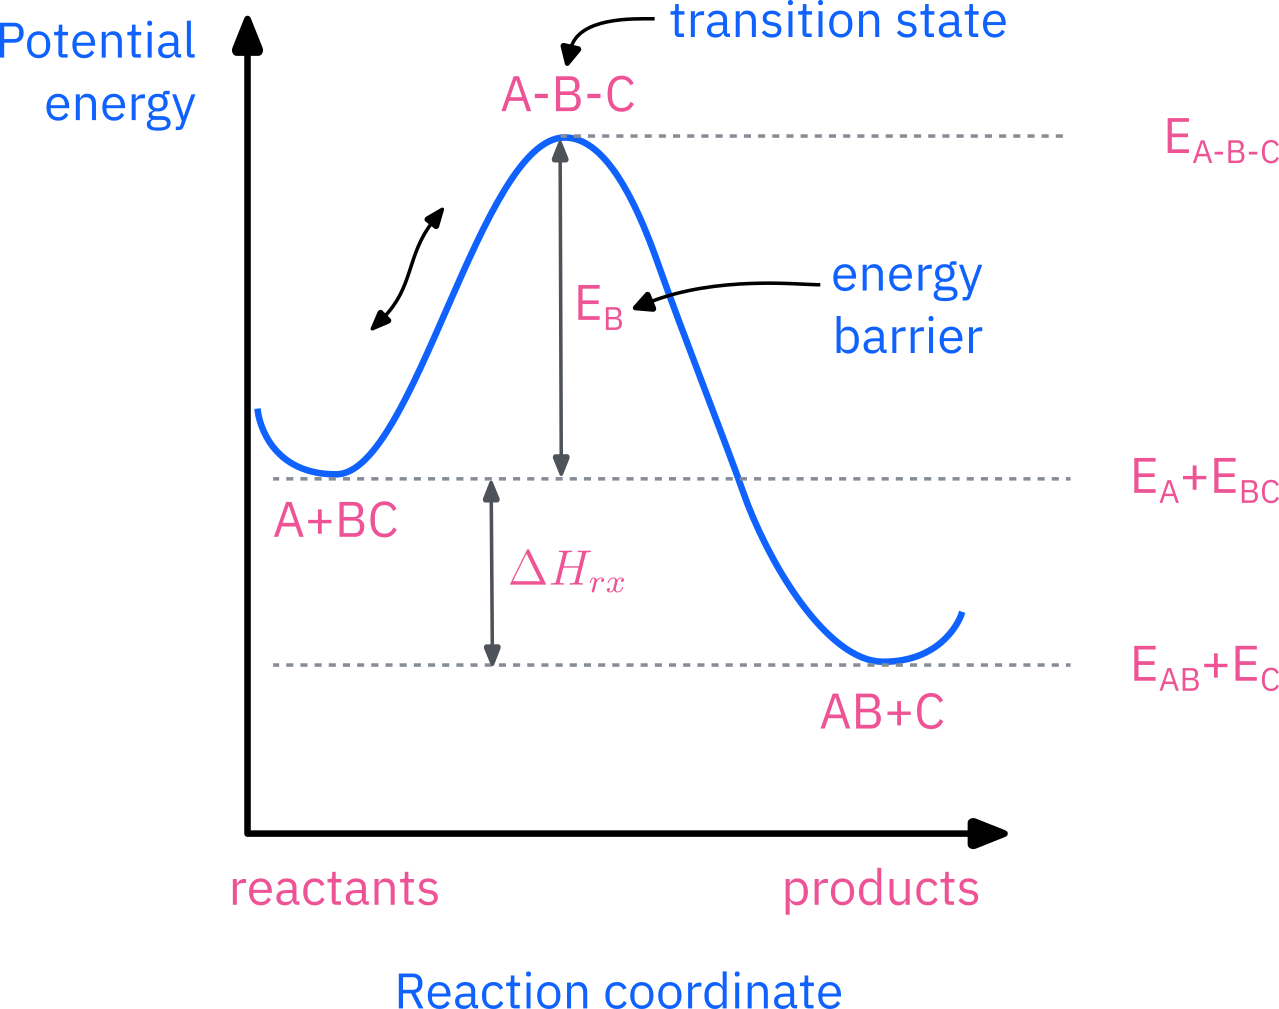 Potential
energy
transition state
A-B-C
E_A-B-C
E_B
energy
barrier
E_A+E_BC
A+BC
ΔH_rx
E_AB+E_C
AB+C
reactants
products
Reaction coordinate